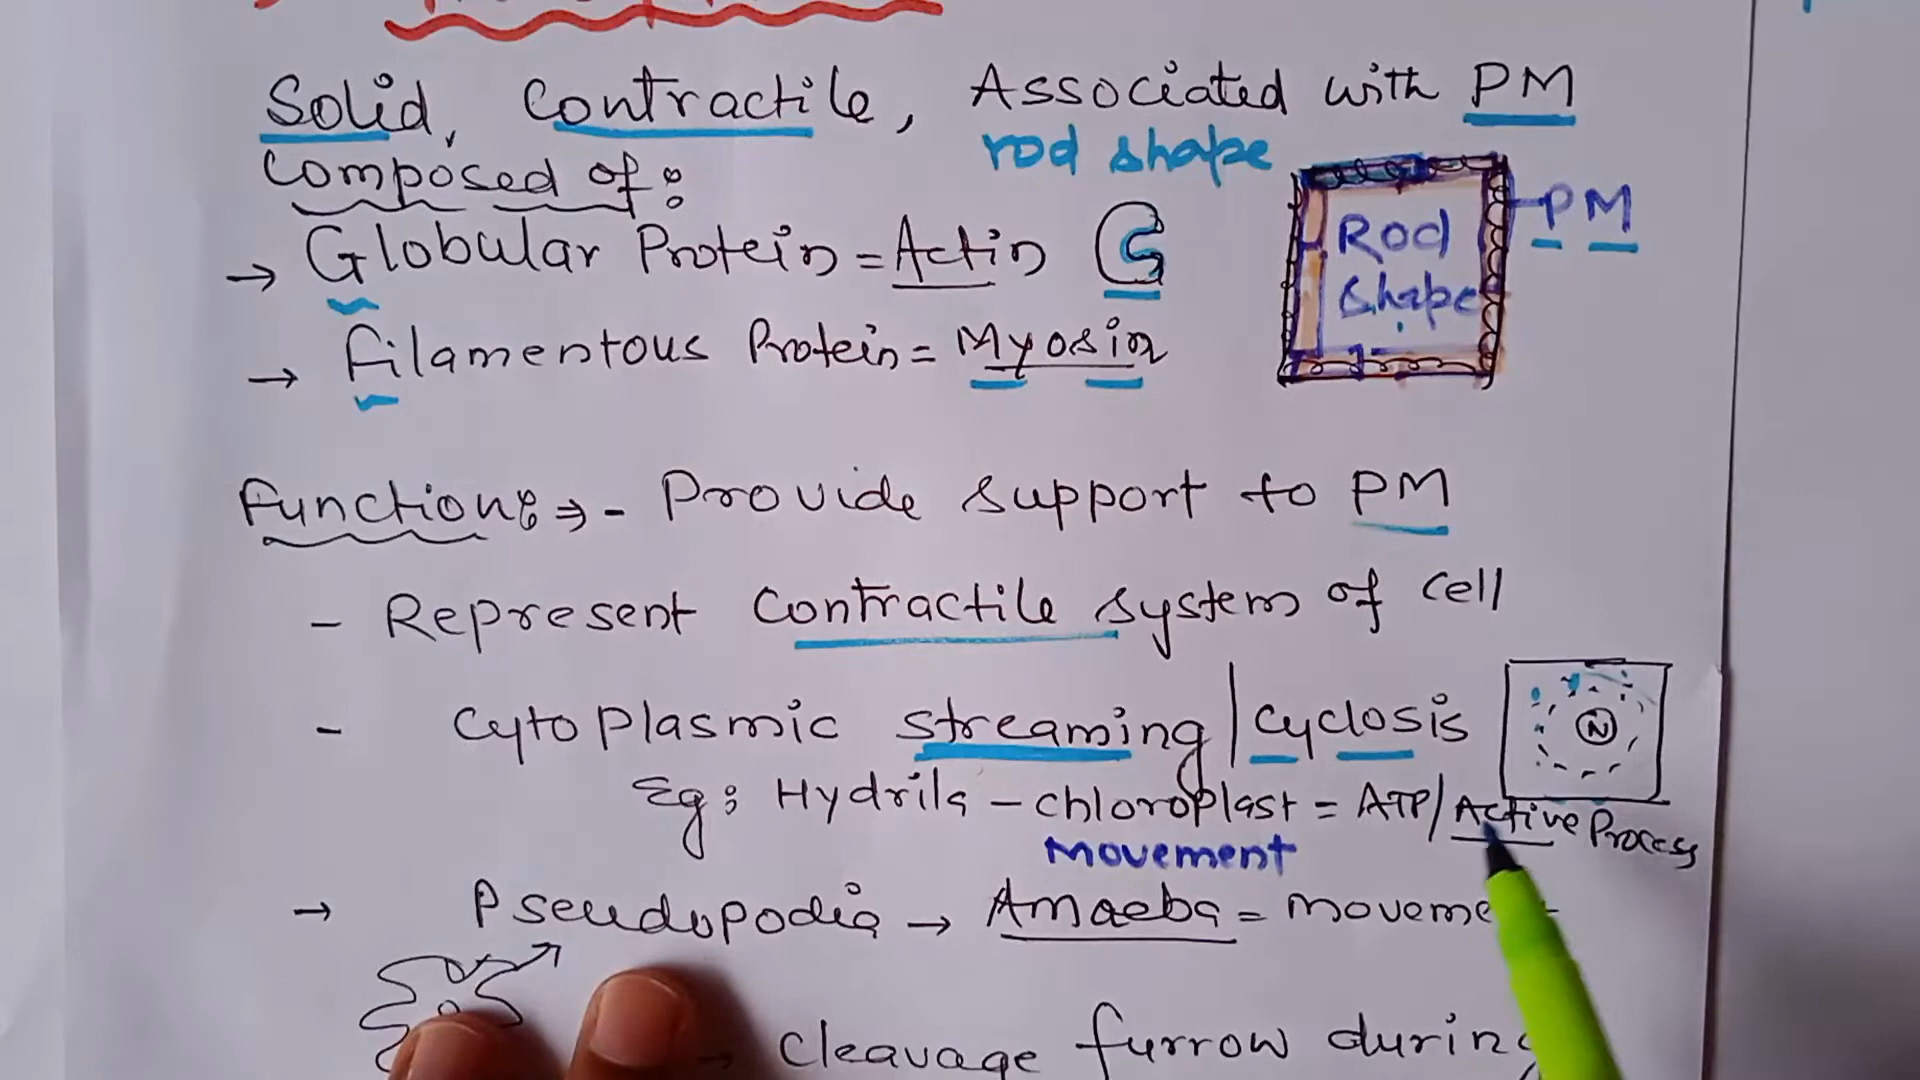 Solid, Contractile, Associated with PM
rod shape
Composed of:
→ Globular Protein = Actin G
→ Filamentous Protein = Myosin
Rod
shape
PM
Function: ⇒ - Provide support to PM
- Represent Contractile system of cell
- Cytoplasmic streaming | Cyclosis
N
Eg: Hydrila - chloroplast = ATP/Active Process
Movement
→ Pseudopodia → Amaeba = movement
→ Cleavage furrow during